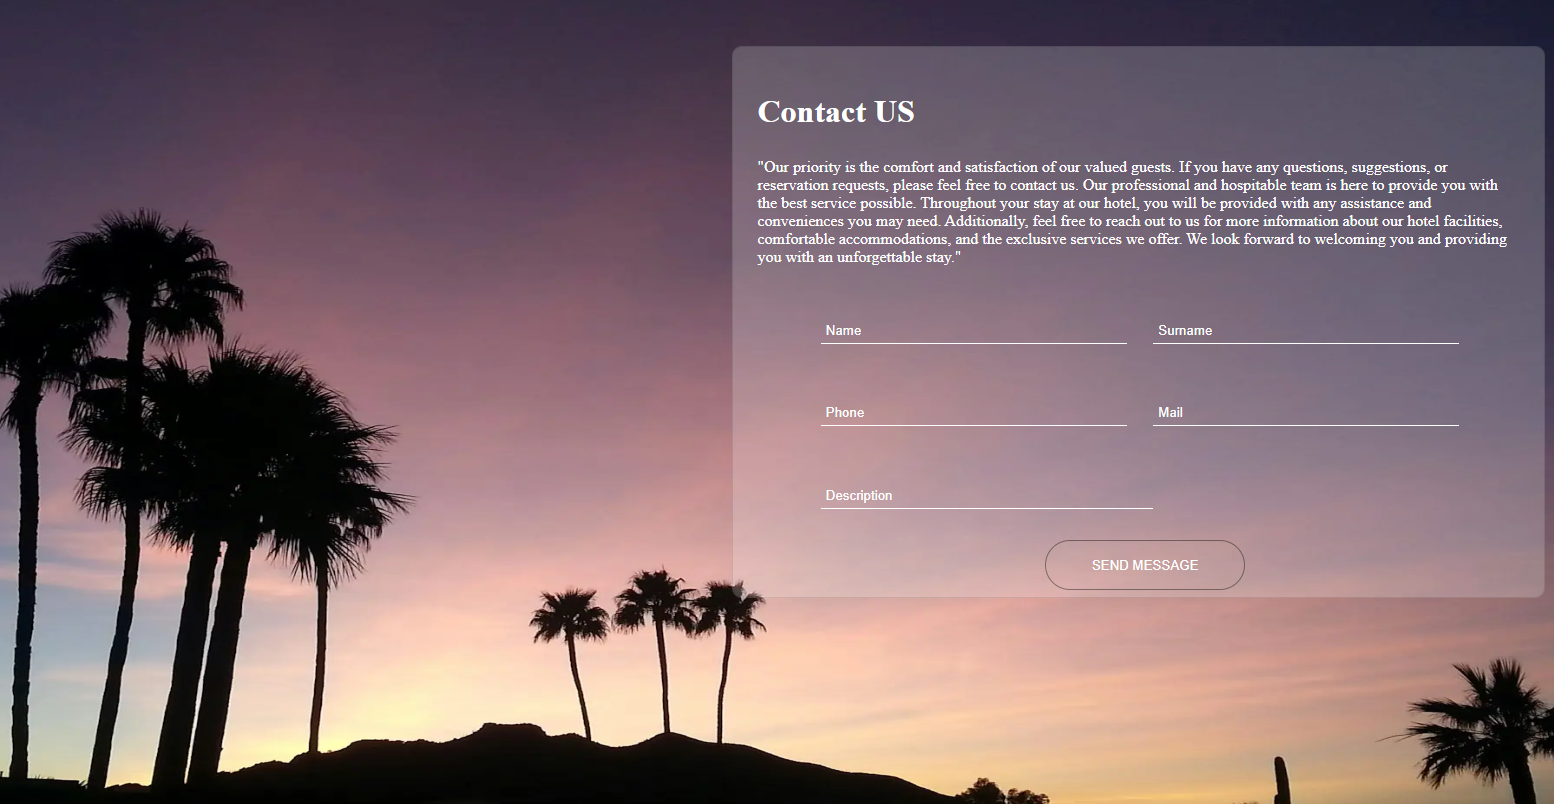 Contact US
"Our priority is the comfort and satisfaction of our valued guests. If you have any questions, suggestions, or
reservation requests, please feel free to contact us. Our professional and hospitable team is here to provide you with
the best service possible. Throughout your stay at our hotel, you will be provided with any assistance and
conveniences you may need. Additionally, feel free to reach out to us for more information about our hotel facilities,
comfortable accommodations, and the exclusive services we offer. We look forward to welcoming you and providing
you with an unforgettable stay."
Name
Surname
Phone
Mail
Description
SEND MESSAGE